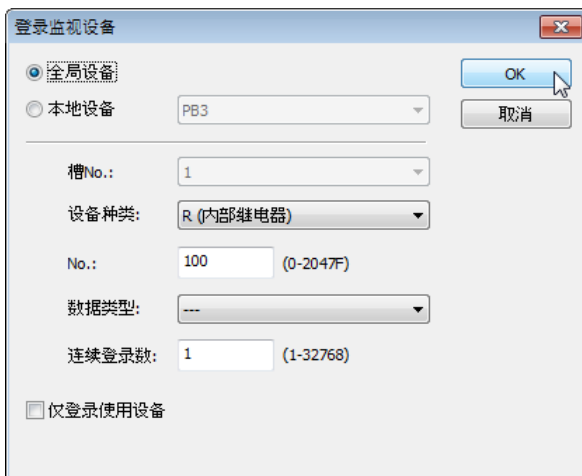 登录监视设备
全局设备
OK
本地设备 PB3
取消
槽No.: 1
设备种类: R (内部继电器)
No.: 100 (0-2047F)
数据类型: ---
连续登录数: 1 (1-32768)
仅登录使用设备